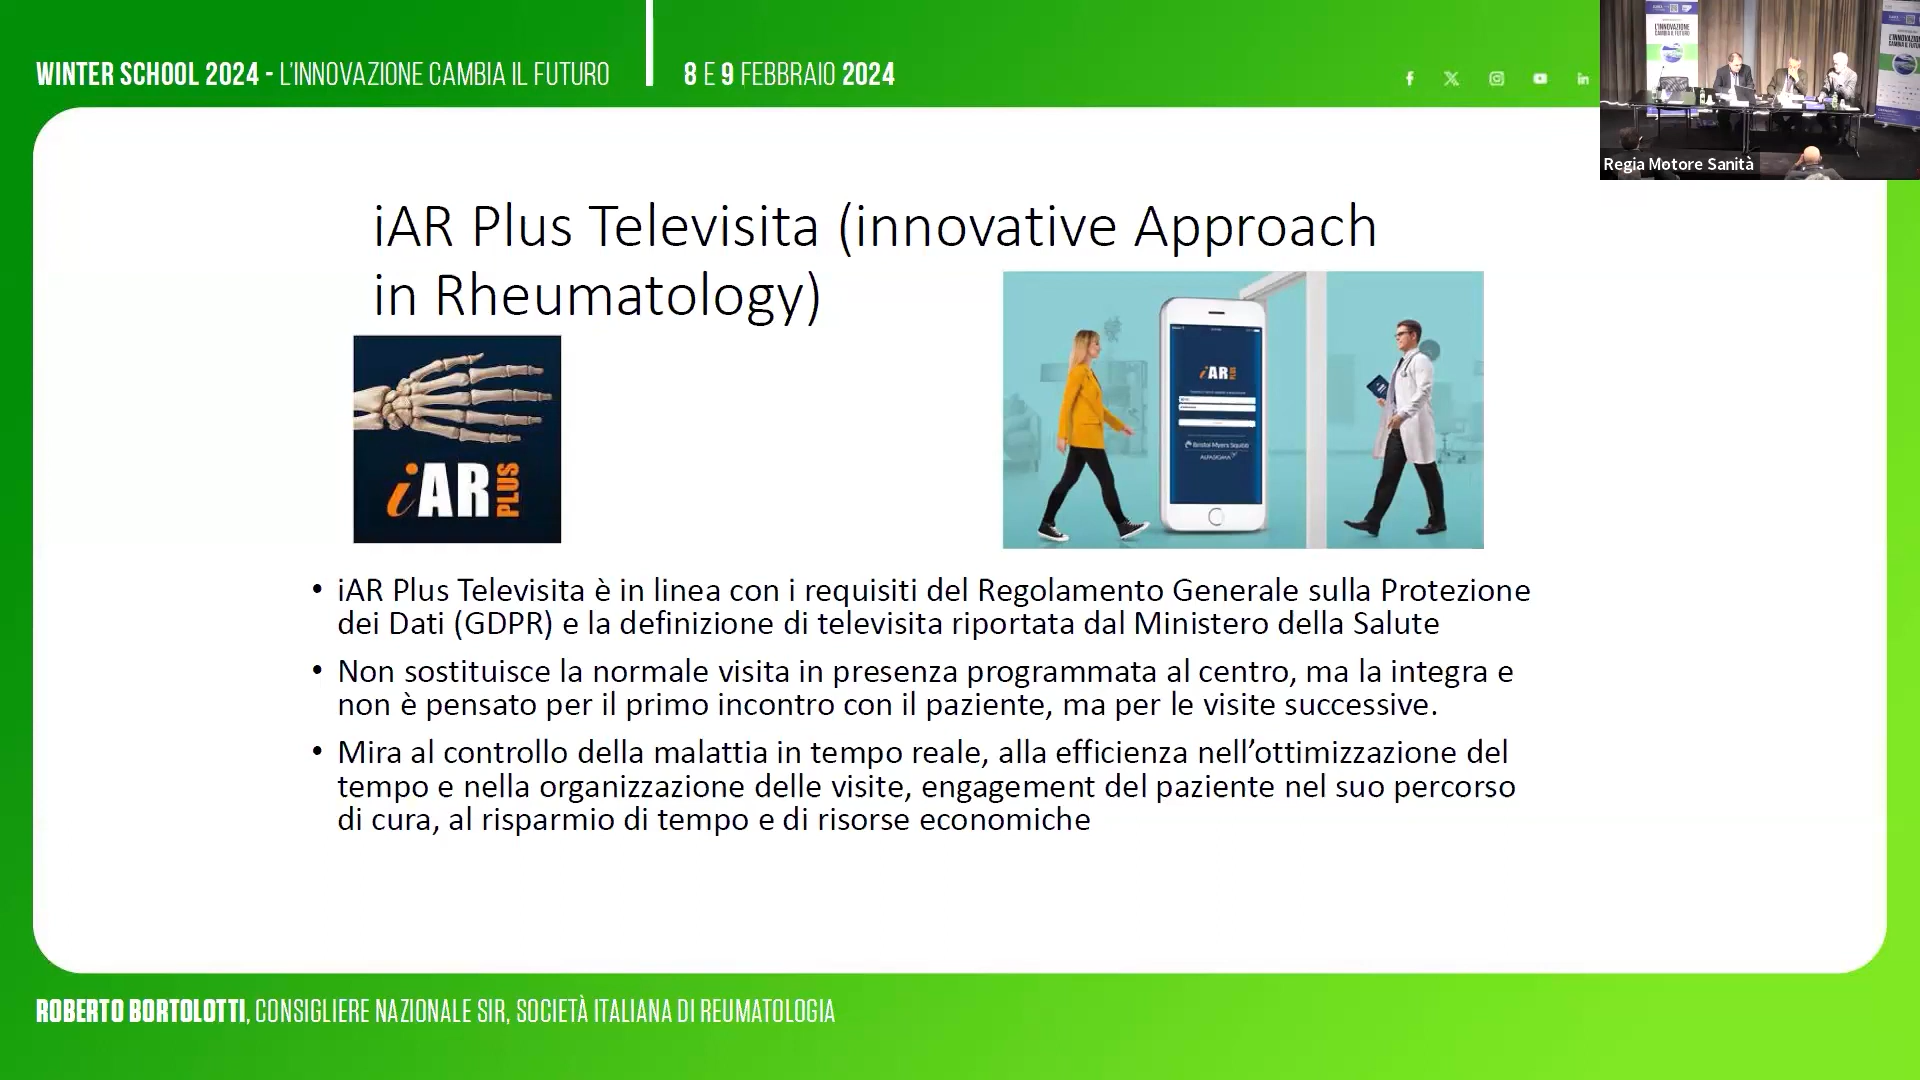 WINTER SCHOOL 2024 - L'INNOVAZIONE CAMBIA IL FUTURO
8 E 9 FEBBRAIO 2024
L'INNOVAZIONE
CAMBIA IL FUTURO
Regia Motore Sanità
iAR Plus Televisita (innovative Approach
in Rheumatology)
iAR PLUS
iAR PLUS
Bristol Myers Squibb
ALFASIGMA
• iAR Plus Televisita è in linea con i requisiti del Regolamento Generale sulla Protezione
dei Dati (GDPR) e la definizione di televisita riportata dal Ministero della Salute
• Non sostituisce la normale visita in presenza programmata al centro, ma la integra e
non è pensato per il primo incontro con il paziente, ma per le visite successive.
• Mira al controllo della malattia in tempo reale, alla efficienza nell’ottimizzazione del
tempo e nella organizzazione delle visite, engagement del paziente nel suo percorso
di cura, al risparmio di tempo e di risorse economiche
ROBERTO BORTOLOTTI, CONSIGLIERE NAZIONALE SIR, SOCIETÀ ITALIANA DI REUMATOLOGIA